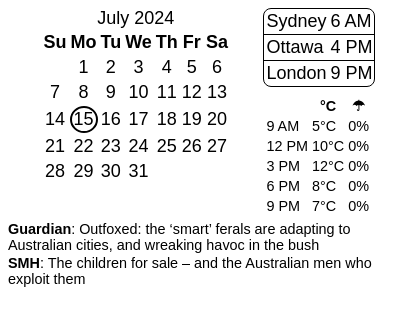 July 2024
Su Mo Tu We Th Fr Sa
1 2 3 4 5 6
7 8 9 10 11 12 13
14 15 16 17 18 19 20
21 22 23 24 25 26 27
28 29 30 31
Sydney 6 AM
Ottawa 4 PM
London 9 PM
°C ☂
9 AM 5°C 0%
12 PM 10°C 0%
3 PM 12°C 0%
6 PM 8°C 0%
9 PM 7°C 0%
Guardian: Outfoxed: the ‘smart’ ferals are adapting to
Australian cities, and wreaking havoc in the bush
SMH: The children for sale – and the Australian men who
exploit them